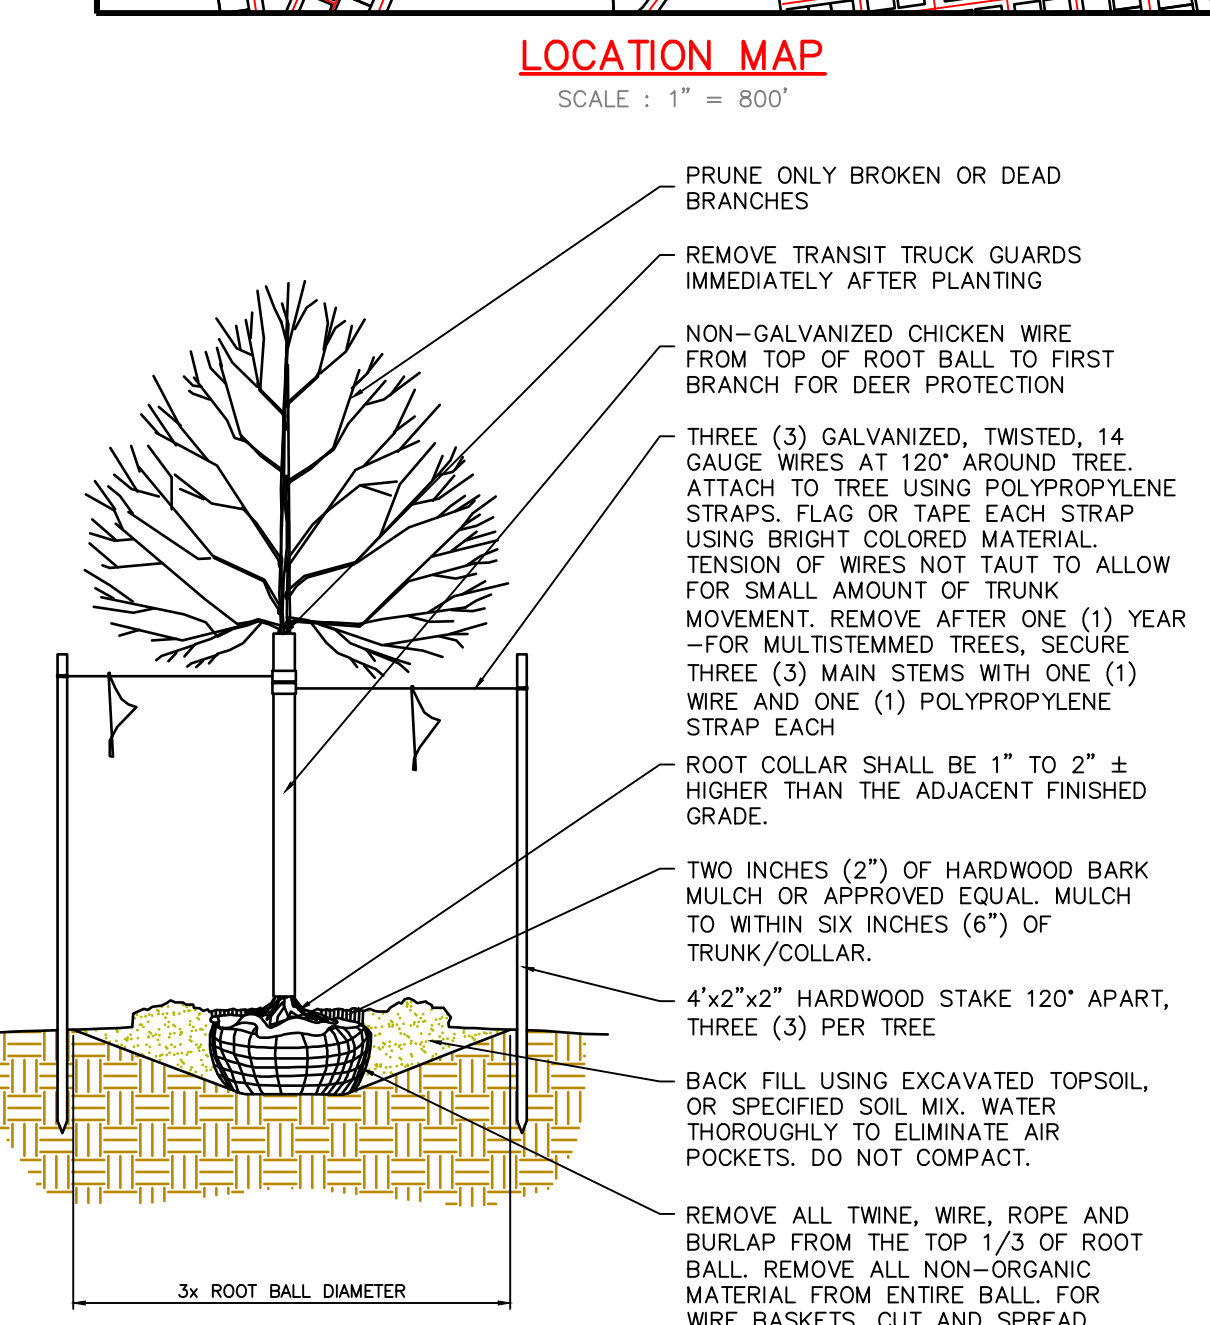 LOCATION MAP
SCALE : 1” = 800’
PRUNE ONLY BROKEN OR DEAD
BRANCHES
REMOVE TRANSIT TRUCK GUARDS
IMMEDIATELY AFTER PLANTING
NON–GALVANIZED CHICKEN WIRE
FROM TOP OF ROOT BALL TO FIRST
BRANCH FOR DEER PROTECTION
THREE (3) GALVANIZED, TWISTED, 14
GAUGE WIRES AT 120° AROUND TREE.
ATTACH TO TREE USING POLYPROPYLENE
STRAPS. FLAG OR TAPE EACH STRAP
USING BRIGHT COLORED MATERIAL.
TENSION OF WIRES NOT TAUT TO ALLOW
FOR SMALL AMOUNT OF TRUNK
MOVEMENT. REMOVE AFTER ONE (1) YEAR
–FOR MULTISTEMMED TREES, SECURE
THREE (3) MAIN STEMS WITH ONE (1)
WIRE AND ONE (1) POLYPROPYLENE
STRAP EACH
ROOT COLLAR SHALL BE 1” TO 2” ±
HIGHER THAN THE ADJACENT FINISHED
GRADE.
TWO INCHES (2”) OF HARDWOOD BARK
MULCH OR APPROVED EQUAL. MULCH
TO WITHIN SIX INCHES (6”) OF
TRUNK/COLLAR.
4’x2”x2” HARDWOOD STAKE 120° APART,
THREE (3) PER TREE
BACK FILL USING EXCAVATED TOPSOIL,
OR SPECIFIED SOIL MIX. WATER
THOROUGHLY TO ELIMINATE AIR
POCKETS. DO NOT COMPACT.
REMOVE ALL TWINE, WIRE, ROPE AND
BURLAP FROM THE TOP 1/3 OF ROOT
BALL. REMOVE ALL NON–ORGANIC
MATERIAL FROM ENTIRE BALL. FOR
WIRE BASKETS, CUT AND SPREAD
3x ROOT BALL DIAMETER